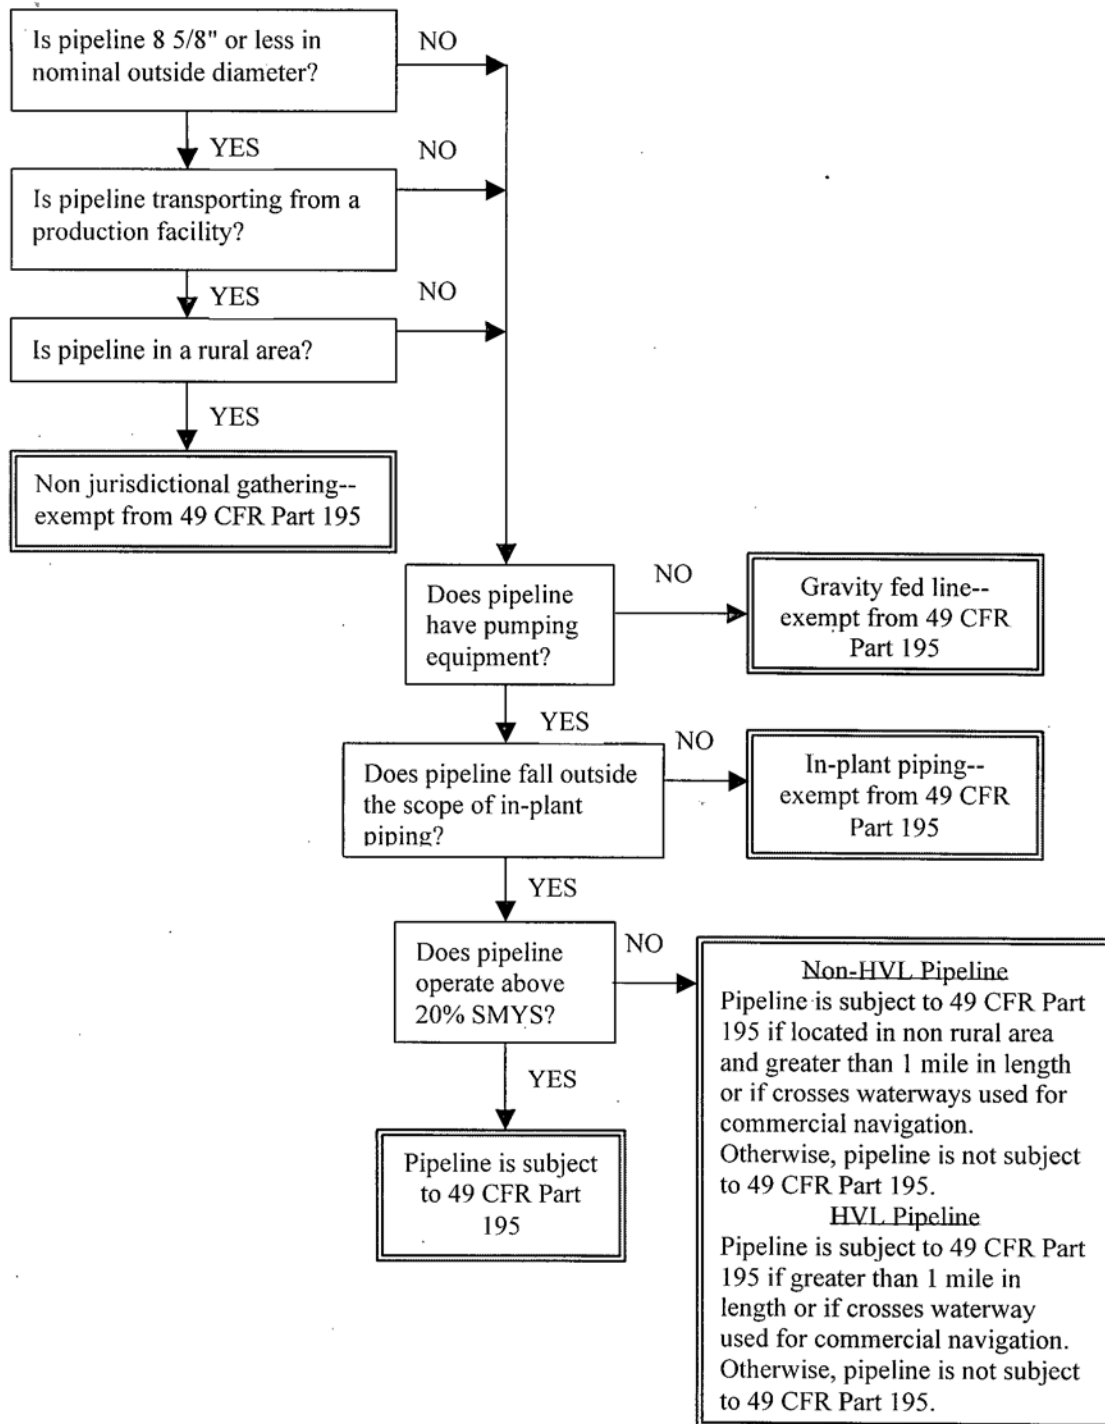 Is pipeline 8 5/8" or less in
nominal outside diameter?
NO
YES
NO
Is pipeline transporting from a
production facility?
YES
NO
Is pipeline in a rural area?
YES
Non jurisdictional gathering--
exempt from 49 CFR Part 195
Does pipeline
have pumping
equipment?
NO
Gravity fed line--
exempt from 49 CFR
Part 195
YES
Does pipeline fall outside
the scope of in-plant
piping?
NO
In-plant piping--
exempt from 49 CFR
Part 195
YES
Does pipeline
operate above
20% SMYS?
NO
YES
Pipeline is subject
to 49 CFR Part
195
Non-HVL Pipeline
Pipeline is subject to 49 CFR Part
195 if located in non rural area
and greater than 1 mile in length
or if crosses waterways used for
commercial navigation.
Otherwise, pipeline is not subject
to 49 CFR Part 195.
HVL Pipeline
Pipeline is subject to 49 CFR Part
195 if greater than 1 mile in
length or if crosses waterway
used for commercial navigation.
Otherwise, pipeline is not subject
to 49 CFR Part 195.